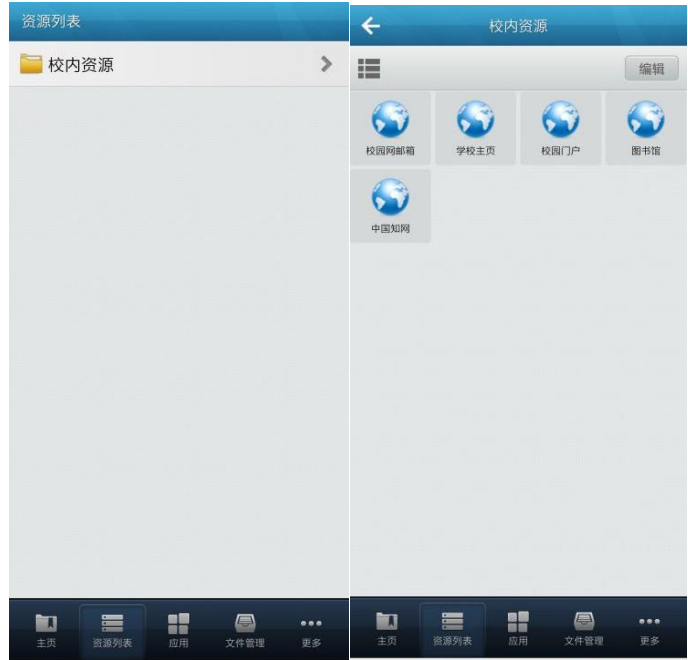 资源列表
校内资源
主页 资源列表 应用 文件管理 更多
校内资源
编辑
校园网邮箱 学校主页 校园门户 图书馆
中国知网
主页 资源列表 应用 文件管理 更多